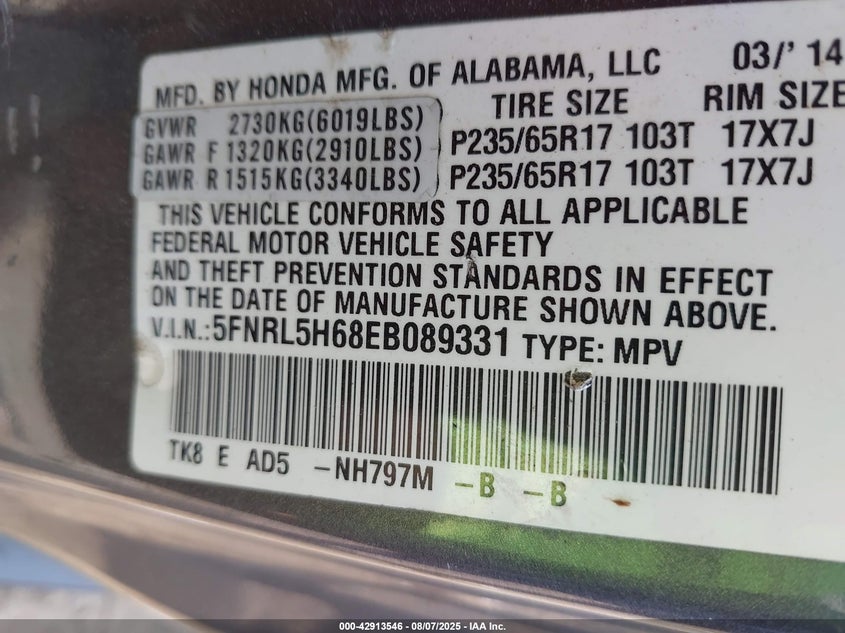 MFD. BY HONDA MFG. OF ALABAMA, LLC 03/' 14
TIRE SIZE RIM SIZE
GVWR 2730KG(6019LBS)
GAWR F 1320KG(2910LBS) P235/65R17 103T 17X7J
GAWR R 1515KG(3340LBS) P235/65R17 103T 17X7J
THIS VEHICLE CONFORMS TO ALL APPLICABLE
FEDERAL MOTOR VEHICLE SAFETY
AND THEFT PREVENTION STANDARDS IN EFFECT
ON THE DATE OF MANUFACTURE SHOWN ABOVE.
V.I.N.:5FNRL5H68EB089331 TYPE: MPV
TK8 E AD5 -NH797M -B -B
000-42913546 - 08/07/2025 - IAA Inc.